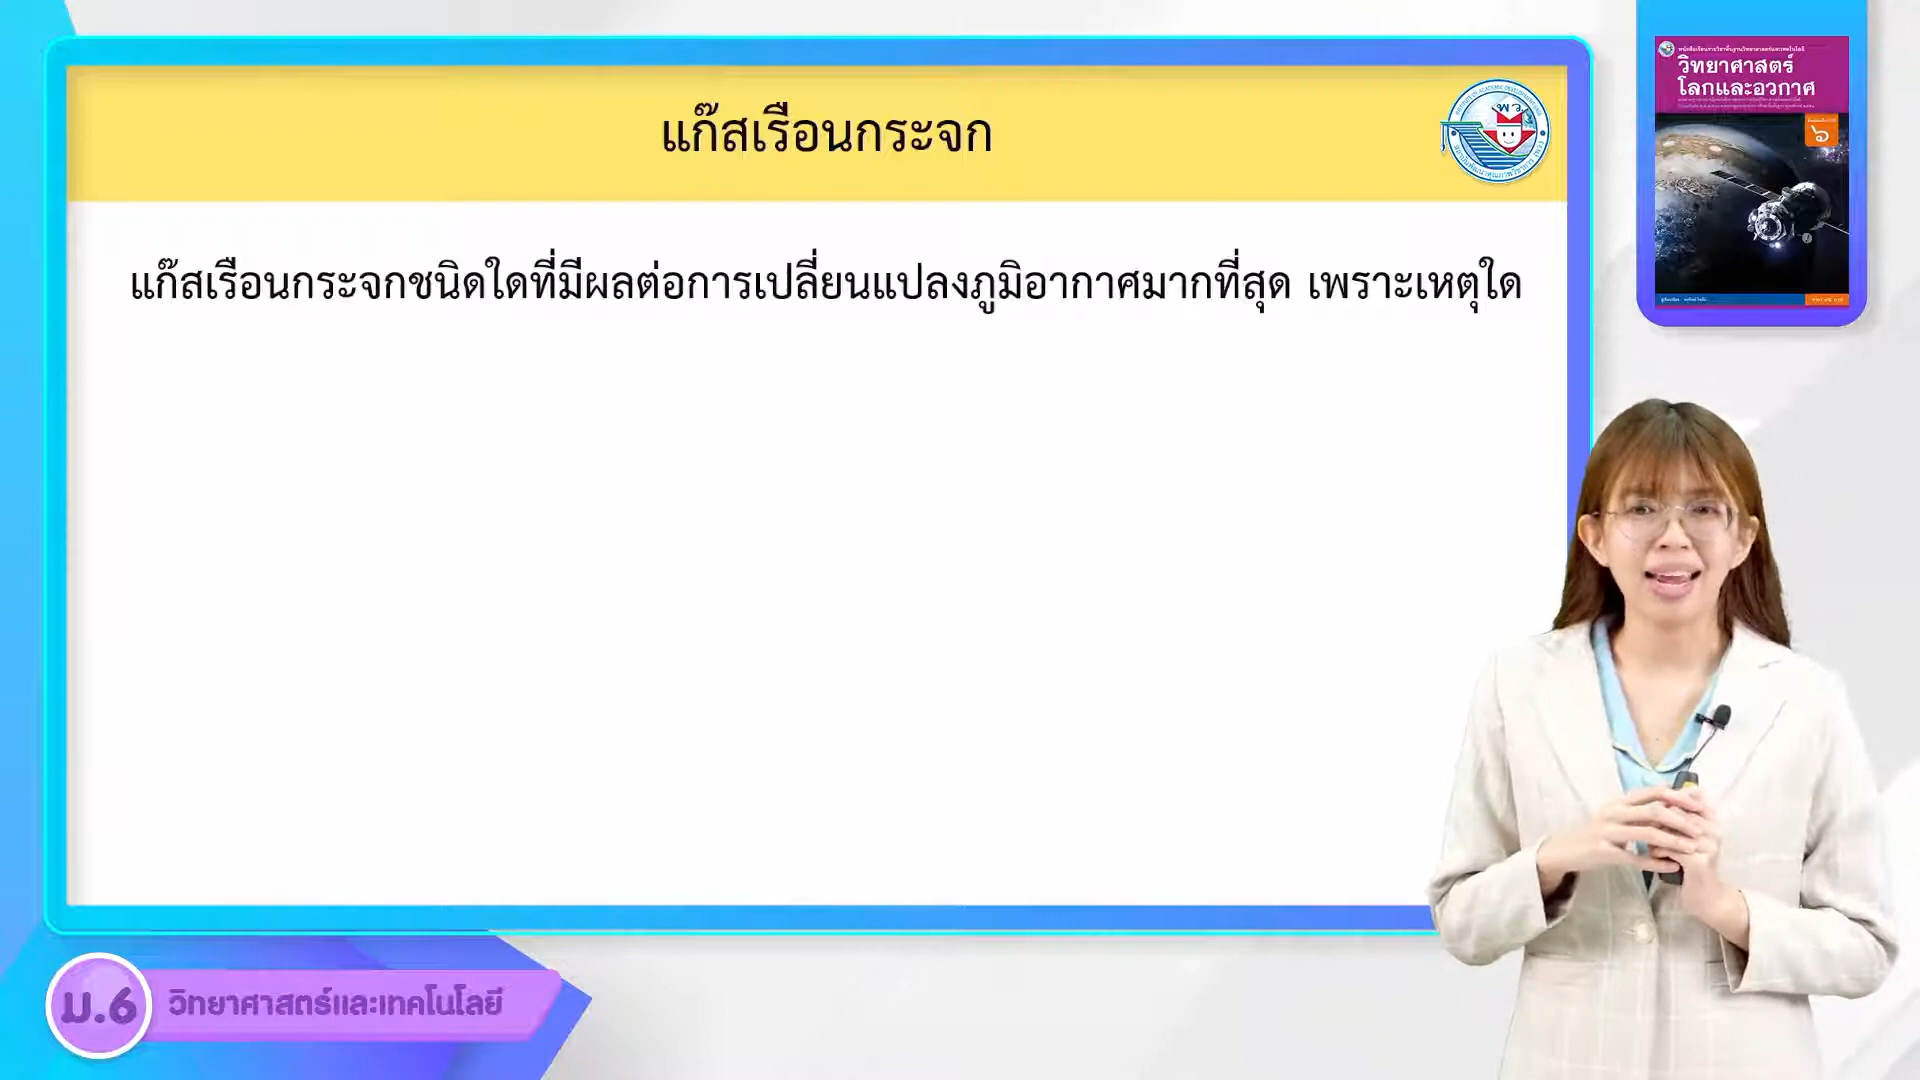 แก๊สเรือนกระจก
แก๊สเรือนกระจกชนิดใดที่มีผลต่อการเปลี่ยนแปลงภูมิอากาศมากที่สุด เพราะเหตุใด
วิทยาศาสตร์
โลกและอวกาศ
๖
ม.6
วิทยาศาสตร์และเทคโนโลยี